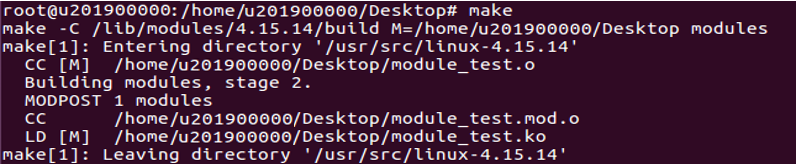 root@u201900000:/home/u201900000/Desktop# make
make -C /lib/modules/4.15.14/build M=/home/u201900000/Desktop modules
make[1]: Entering directory '/usr/src/linux-4.15.14'
  CC [M]  /home/u201900000/Desktop/module_test.o
  Building modules, stage 2.
  MODPOST 1 modules
  CC      /home/u201900000/Desktop/module_test.mod.o
  LD [M]  /home/u201900000/Desktop/module_test.ko
make[1]: Leaving directory '/usr/src/linux-4.15.14'